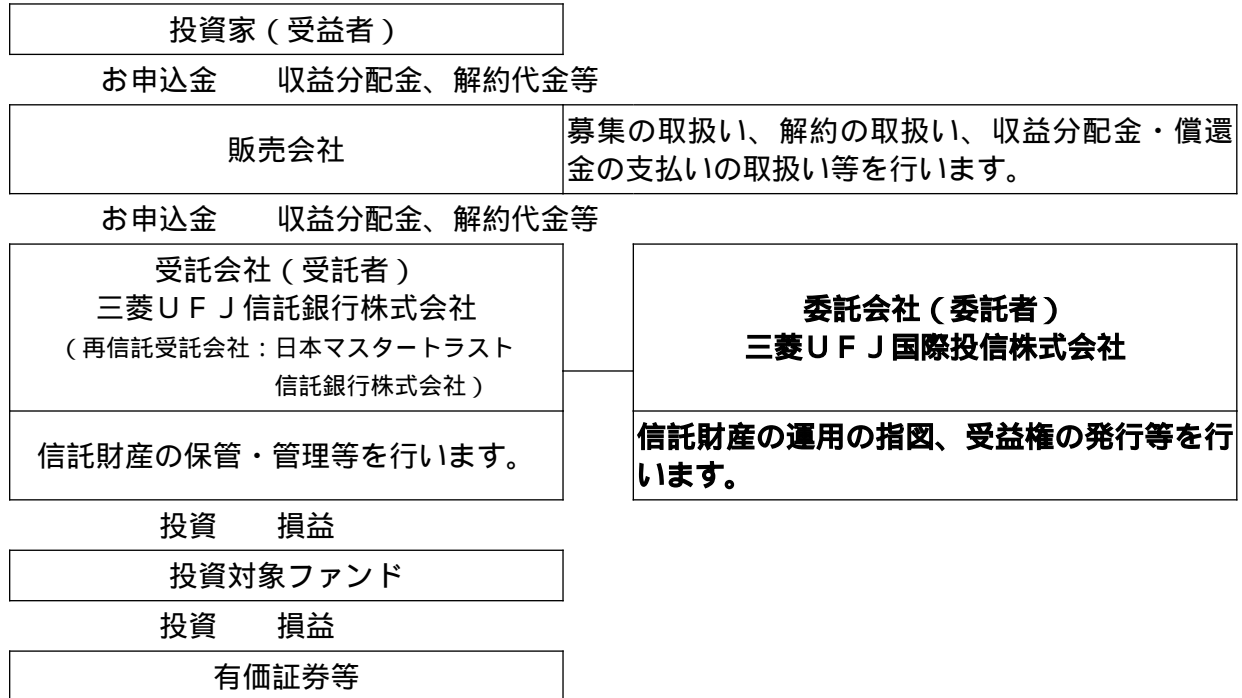 投資家（受益者）
お申込金　　収益分配金、解約代金等
販売会社
募集の取扱い、解約の取扱い、収益分配金・償還
金の支払いの取扱い等を行います。
お申込金　　収益分配金、解約代金等
受託会社（受託者）
三菱ＵＦＪ信託銀行株式会社
（再信託受託会社：日本マスタートラスト
信託銀行株式会社）
委託会社（委託者）
三菱ＵＦＪ国際投信株式会社
信託財産の保管・管理等を行います。
信託財産の運用の指図、受益権の発行等を行
います。
投資　　損益
投資対象ファンド
投資　　損益
有価証券等